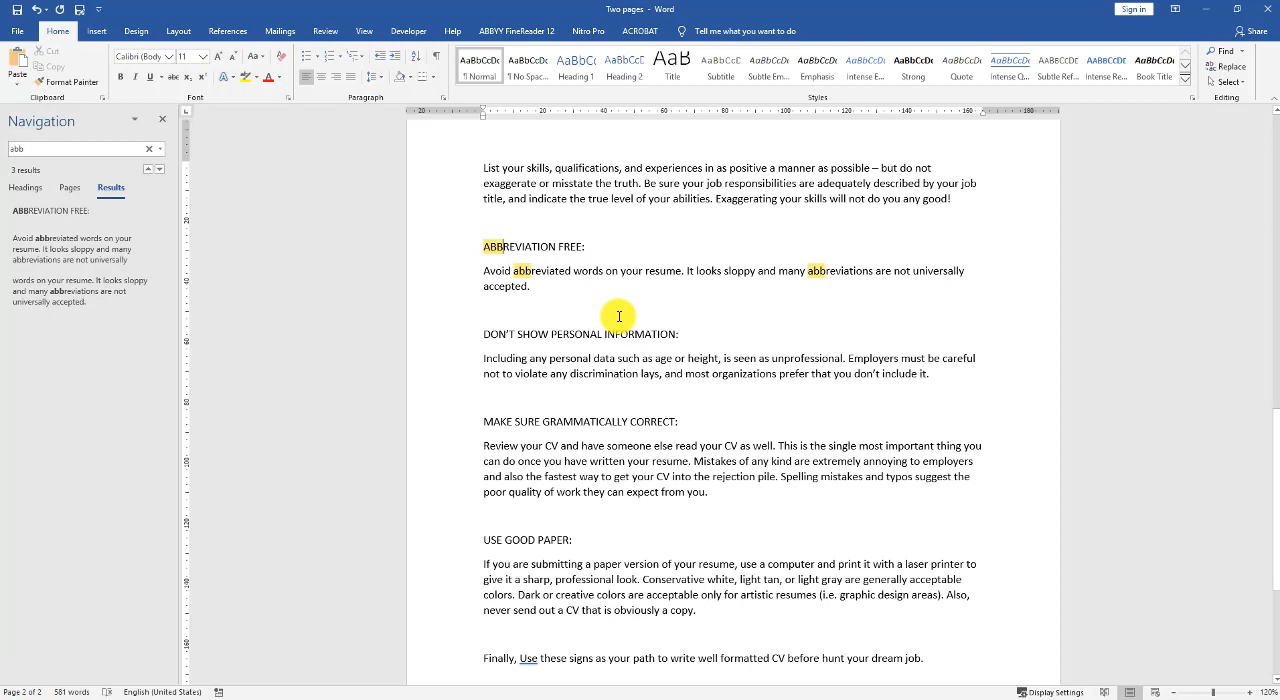 Two pages - Word
Sign in
File Home Insert Design Layout References Mailings Review View Developer Help ABBYY FineReader 12 Nitro Pro ACROBAT Tell me what you want to do Share
Paste
Cut
Copy
Format Painter
Clipboard
Calibri (Body) 11
Font
Paragraph
AaBbCcDc AaBbCcDc AaBbCc AaBbCcC AaB AaBbCcC AaBbCcDc AaBbCcDc AaBbCcDc AaBbCcDc AaBbCcDc AaBbCcDc AaBbCcDc AaBbCcDc AaBbCcDc
¶ Normal ¶ No Spac... Heading 1 Heading 2 Title Subtitle Subtle Em... Emphasis Intense E... Strong Quote Intense Q... Subtle Ref... Intense Re... Book Title
Styles
Find
Replace
Select
Editing
Navigation
abb
3 results
Headings Pages Results
ABBREVIATION FREE:
Avoid abbreviated words on your
resume. It looks sloppy and many
abbreviations are not universally
words on your resume. It looks sloppy
and many abbreviations are not
universally accepted.
20 20 40 60 80 100 120 140 160 180
List your skills, qualifications, and experiences in as positive a manner as possible – but do not
exaggerate or misstate the truth. Be sure your job responsibilities are adequately described by your job
title, and indicate the true level of your abilities. Exaggerating your skills will not do you any good!
ABBREVIATION FREE:
Avoid abbreviated words on your resume. It looks sloppy and many abbreviations are not universally
accepted.
DON'T SHOW PERSONAL INFORMATION:
Including any personal data such as age or height, is seen as unprofessional. Employers must be careful
not to violate any discrimination lays, and most organizations prefer that you don't include it.
MAKE SURE GRAMMATICALLY CORRECT:
Review your CV and have someone else read your CV as well. This is the single most important thing you
can do once you have written your resume. Mistakes of any kind are extremely annoying to employers
and also the fastest way to get your CV into the rejection pile. Spelling mistakes and typos suggest the
poor quality of work they can expect from you.
USE GOOD PAPER:
If you are submitting a paper version of your resume, use a computer and print it with a laser printer to
give it a sharp, professional look. Conservative white, light tan, or light gray are generally acceptable
colors. Dark or creative colors are acceptable only for artistic resumes (i.e. graphic design areas). Also,
never send out a CV that is obviously a copy.
Finally, Use these signs as your path to write well formatted CV before hunt your dream job.
Page 2 of 2 581 words English (United States) Display Settings 120%